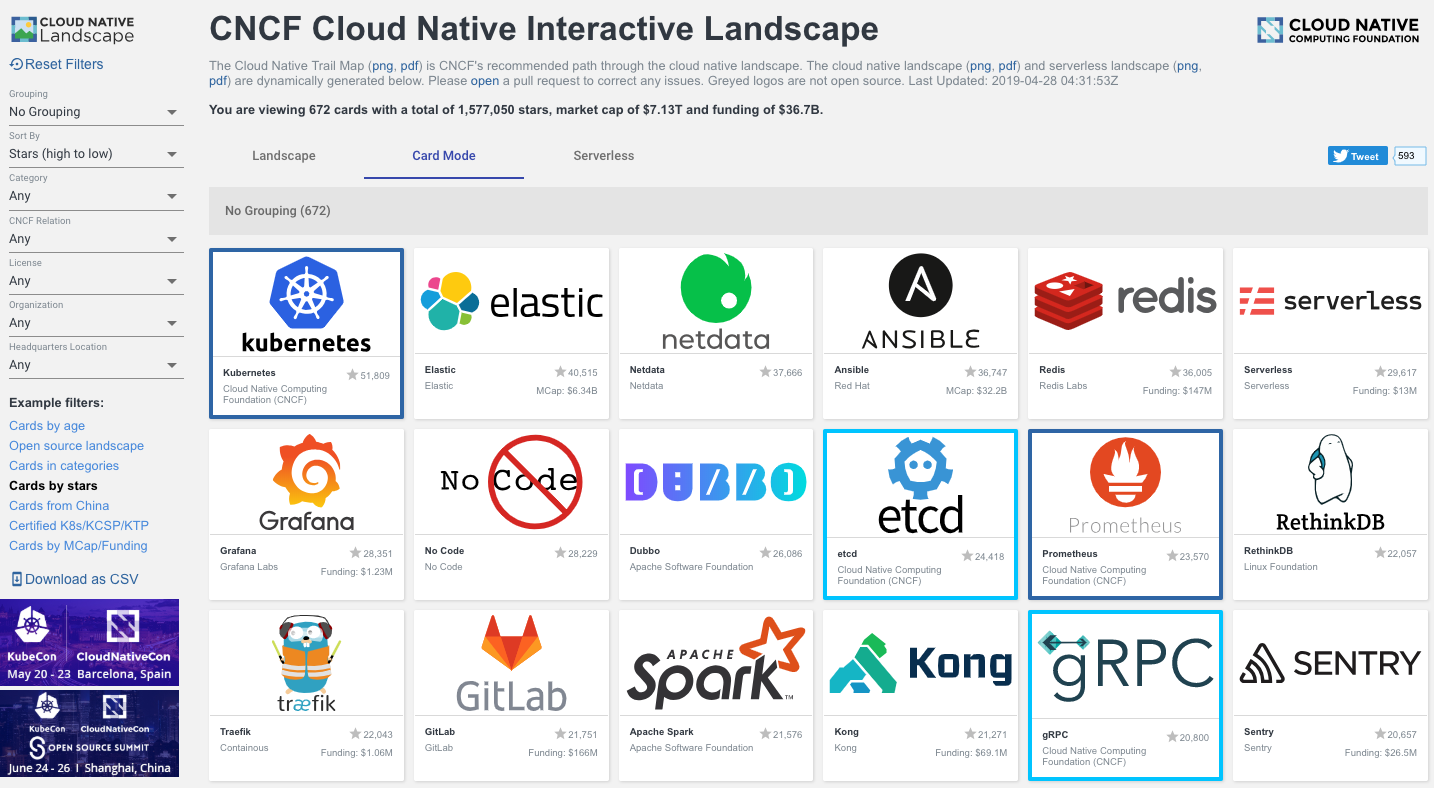 CLOUD NATIVE
Landscape
Reset Filters
Grouping
No Grouping
Sort By
Stars (high to low)
Category
Any
CNCF Relation
Any
License
Any
Organization
Any
Headquarters Location
Any
Example filters:
Cards by age
Open source landscape
Cards in categories
Cards by stars
Cards from China
Certified K8s/KCSP/KTP
Cards by MCap/Funding
Download as CSV
KubeCon CloudNativeCon
May 20 - 23 Barcelona, Spain
KubeCon CloudNativeCon
OPEN SOURCE SUMMIT
June 24 - 26 | Shanghai, China
CNCF Cloud Native Interactive Landscape
CLOUD NATIVE
COMPUTING FOUNDATION
The Cloud Native Trail Map (png, pdf) is CNCF's recommended path through the cloud native landscape. The cloud native landscape (png, pdf) and serverless landscape (png,
pdf) are dynamically generated below. Please open a pull request to correct any issues. Greyed logos are not open source. Last Updated: 2019-04-28 04:31:53Z
You are viewing 672 cards with a total of 1,577,050 stars, market cap of $7.13T and funding of $36.7B.
Landscape
Card Mode
Serverless
Tweet
593
No Grouping (672)
kubernetes
Kubernetes
51,809
Cloud Native Computing
Foundation (CNCF)
elastic
Elastic
40,515
Elastic
MCap: $6.34B
netdata
Netdata
37,666
Netdata
ANSIBLE
Ansible
36,747
Red Hat
MCap: $32.2B
redis
Redis
36,005
Redis Labs
Funding: $147M
serverless
Serverless
29,617
Serverless
Funding: $13M
Grafana
Grafana
28,351
Grafana Labs
Funding: $1.23M
No Code
No Code
28,229
No Code
DUBBO
Dubbo
26,086
Apache Software Foundation
etcd
etcd
24,418
Cloud Native Computing
Foundation (CNCF)
Prometheus
Prometheus
23,570
Cloud Native Computing
Foundation (CNCF)
RethinkDB
RethinkDB
22,057
Linux Foundation
træfik
Traefik
22,043
Containous
Funding: $1.06M
GitLab
GitLab
21,751
GitLab
Funding: $166M
APACHE
Spark™
Apache Spark
21,576
Apache Software Foundation
Kong
Kong
21,271
Kong
Funding: $69.1M
gRPC
gRPC
20,800
Cloud Native Computing
Foundation (CNCF)
SENTRY
Sentry
20,657
Sentry
Funding: $26.5M